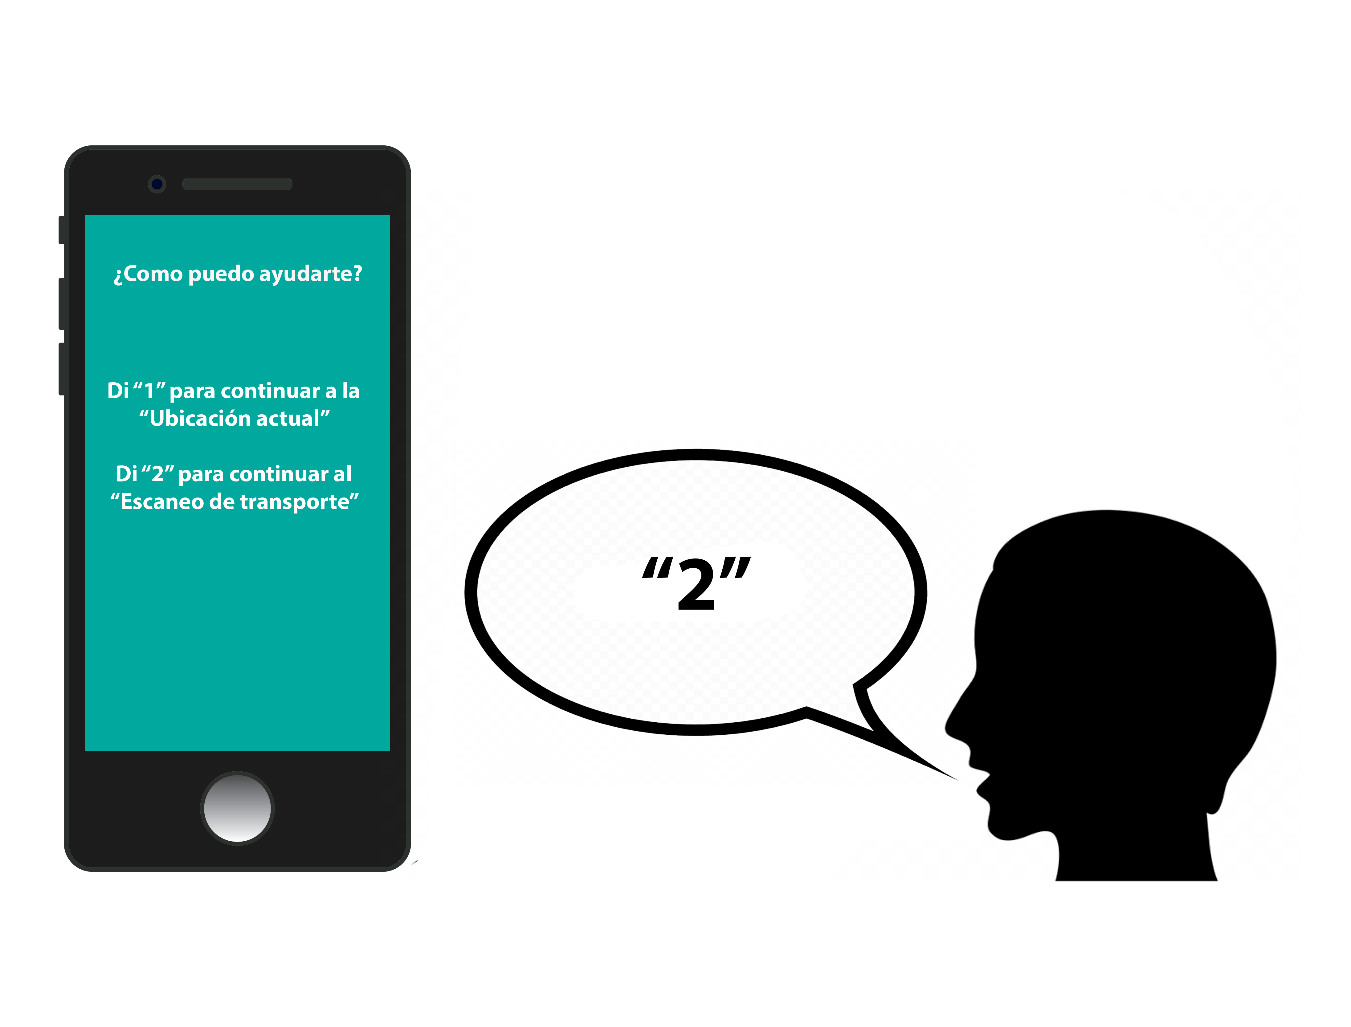 ¿Como puedo ayudarte?
Di “1” para continuar a la
“Ubicación actual”
Di “2” para continuar al
“Escaneo de transporte”
“2”